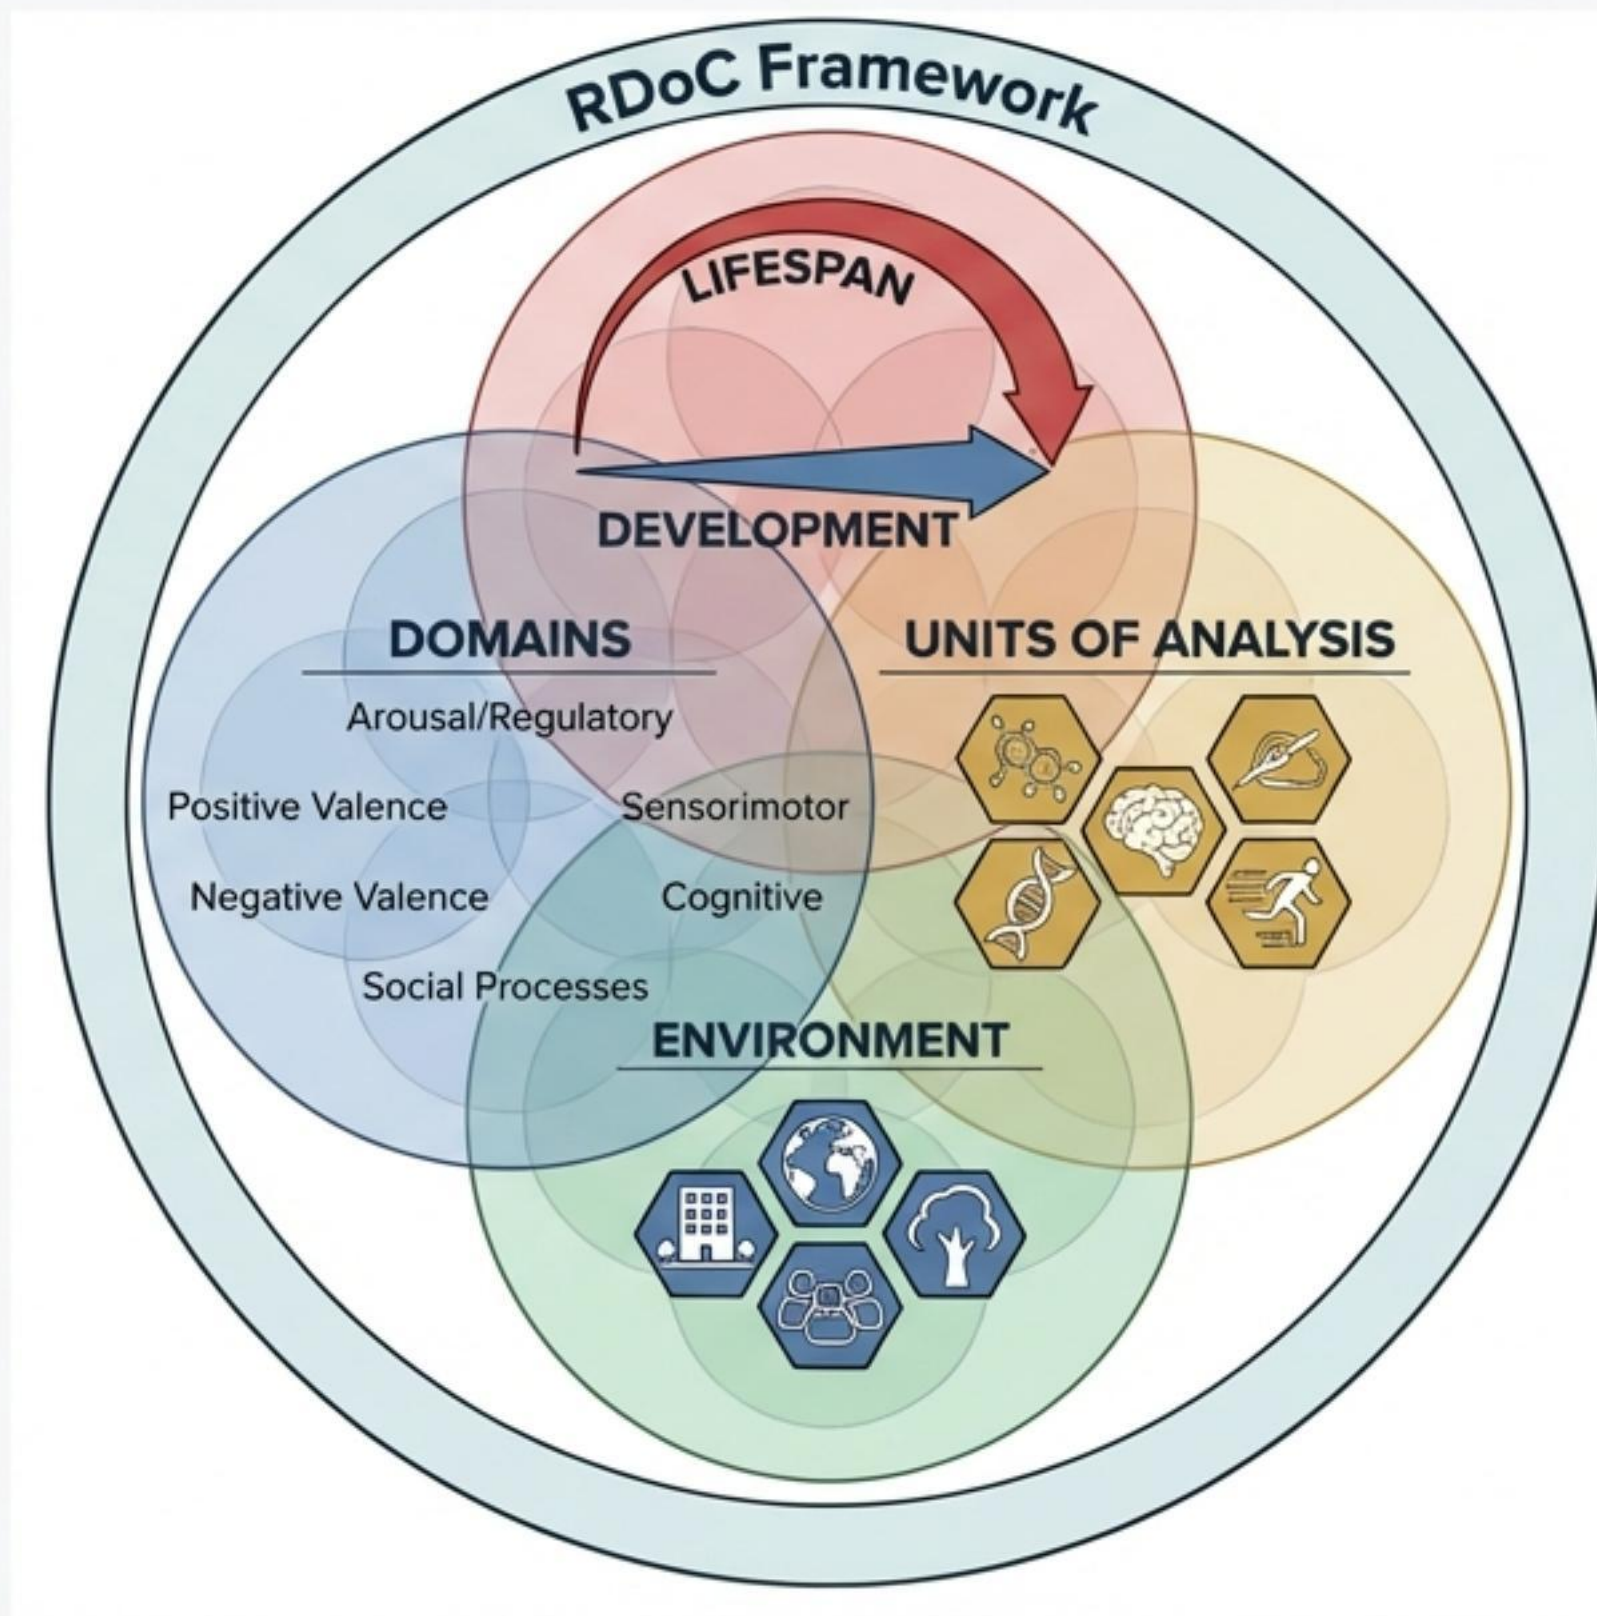 RDoC Framework
LIFESPAN
DEVELOPMENT
DOMAINS
Arousal/Regulatory
Positive Valence
Sensorimotor
Negative Valence
Cognitive
Social Processes
UNITS OF ANALYSIS
ENVIRONMENT